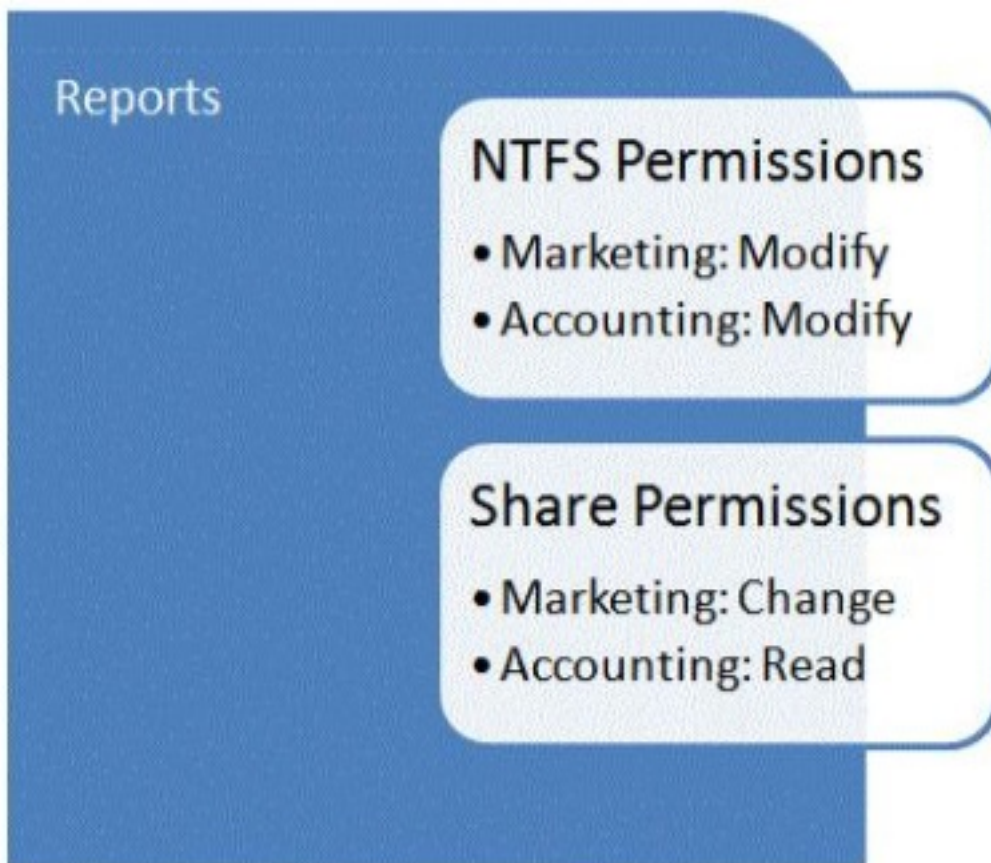 Reports
NTFS Permissions
• Marketing: Modify
• Accounting: Modify
Share Permissions
• Marketing: Change
• Accounting: Read